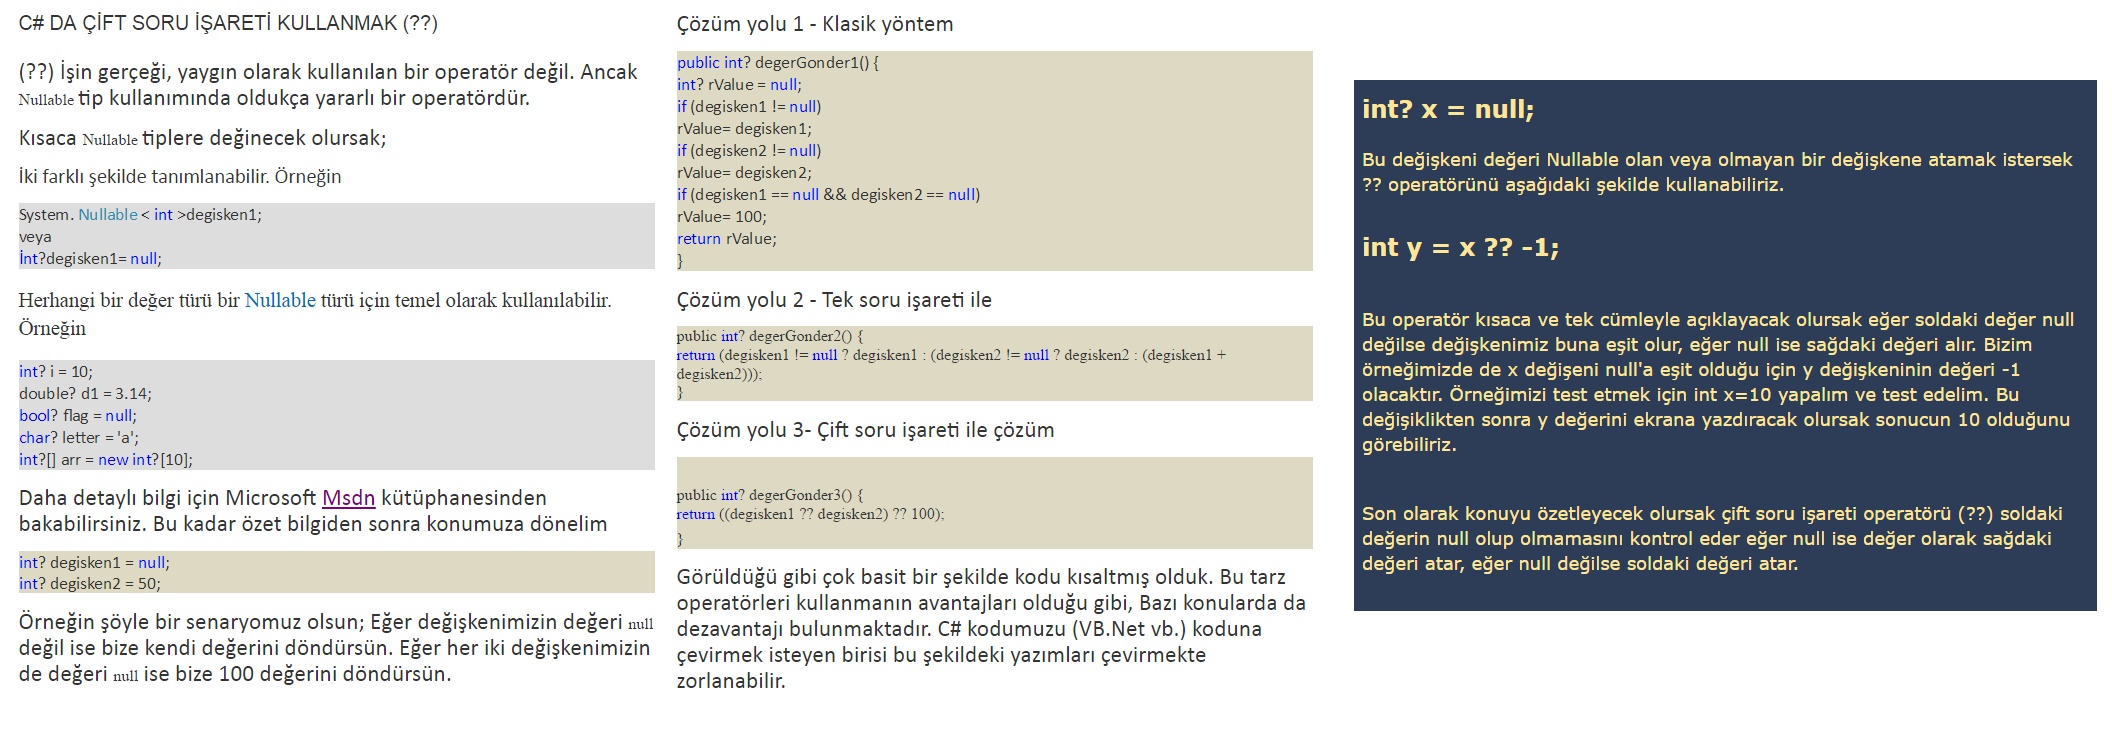 C# DA ÇİFT SORU İŞARETİ KULLANMAK (??)
(??) İşin gerçeği, yaygın olarak kullanılan bir operatör değil. Ancak
Nullable tip kullanımında oldukça yararlı bir operatördür.
Kısaca Nullable tiplere değinecek olursak;
İki farklı şekilde tanımlanabilir. Örneğin
System. Nullable < int >degisken1;
veya
İnt?degisken1= null;
Herhangi bir değer türü bir Nullable türü için temel olarak kullanılabilir.
Örneğin
int? i = 10;
double? d1 = 3.14;
bool? flag = null;
char? letter = 'a';
int?[] arr = new int?[10];
Daha detaylı bilgi için Microsoft Msdn kütüphanesinden
bakabilirsiniz. Bu kadar özet bilgiden sonra konumuza dönelim
int? degisken1 = null;
int? degisken2 = 50;
Örneğin şöyle bir senaryomuz olsun; Eğer değişkenimizin değeri null
değil ise bize kendi değerini döndürsün. Eğer her iki değişkenimizin
de değeri null ise bize 100 değerini döndürsün.
Çözüm yolu 1 - Klasik yöntem
public int? degerGonder1() {
int? rValue = null;
if (degisken1 != null)
rValue= degisken1;
if (degisken2 != null)
rValue= degisken2;
if (degisken1 == null && degisken2 == null)
rValue= 100;
return rValue;
}
Çözüm yolu 2 - Tek soru işareti ile
public int? degerGonder2() {
return (degisken1 != null ? degisken1 : (degisken2 != null ? degisken2 : (degisken1 +
degisken2)));
}
Çözüm yolu 3- Çift soru işareti ile çözüm
public int? degerGonder3() {
return ((degisken1 ?? degisken2) ?? 100);
}
Görüldüğü gibi çok basit bir şekilde kodu kısaltmış olduk. Bu tarz
operatörleri kullanmanın avantajları olduğu gibi, Bazı konularda da
dezavantajı bulunmaktadır. C# kodumuzu (VB.Net vb.) koduna
çevirmek isteyen birisi bu şekildeki yazımları çevirmekte
zorlanabilir.
int? x = null;
Bu değişkeni değeri Nullable olan veya olmayan bir değişkene atamak istersek
?? operatörünü aşağıdaki şekilde kullanabiliriz.
int y = x ?? -1;
Bu operatör kısaca ve tek cümleyle açıklayacak olursak eğer soldaki değer null
değilse değişkenimiz buna eşit olur, eğer null ise sağdaki değeri alır. Bizim
örneğimizde de x değişeni null'a eşit olduğu için y değişkeninin değeri -1
olacaktır. Örneğimizi test etmek için int x=10 yapalım ve test edelim. Bu
değişiklikten sonra y değerini ekrana yazdıracak olursak sonucun 10 olduğunu
görebiliriz.
Son olarak konuyu özetleyecek olursak çift soru işareti operatörü (??) soldaki
değerin null olup olmamasını kontrol eder eğer null ise değer olarak sağdaki
değeri atar, eğer null değilse soldaki değeri atar.